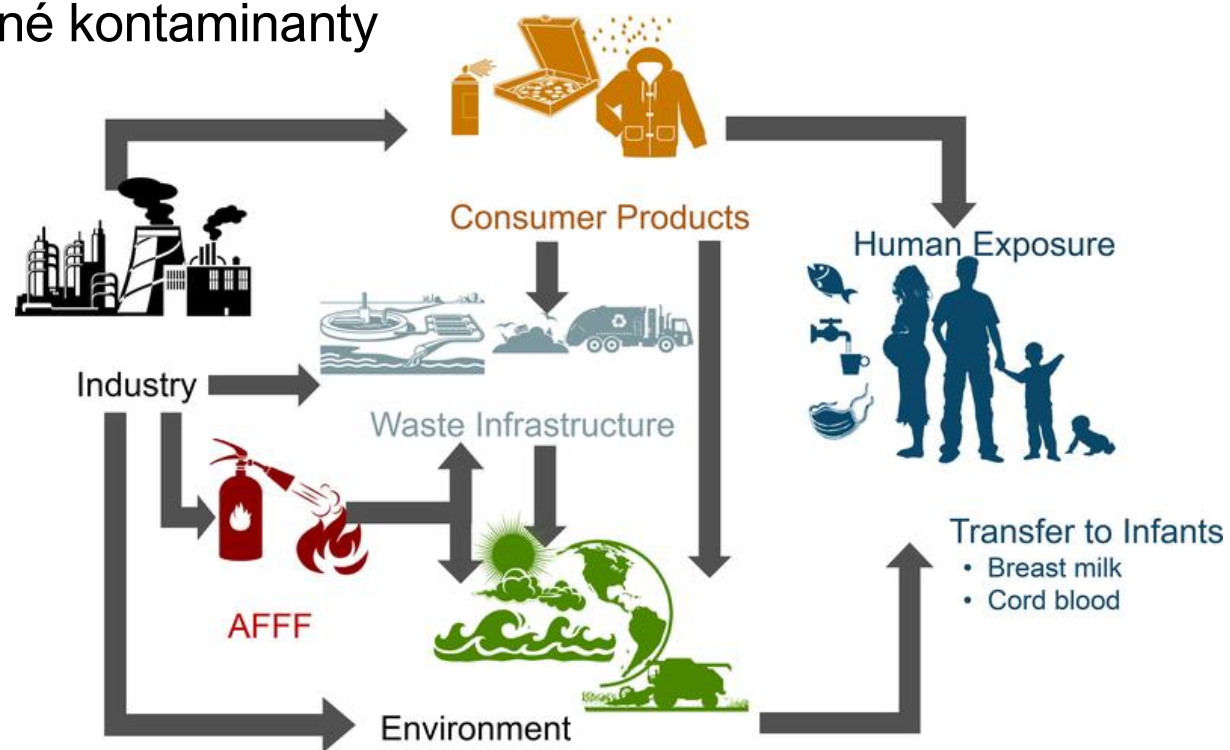 né kontaminanty
Consumer Products
Human Exposure
Industry
Waste Infrastructure
Transfer to Infants
• Breast milk
• Cord blood
AFFF
Environment